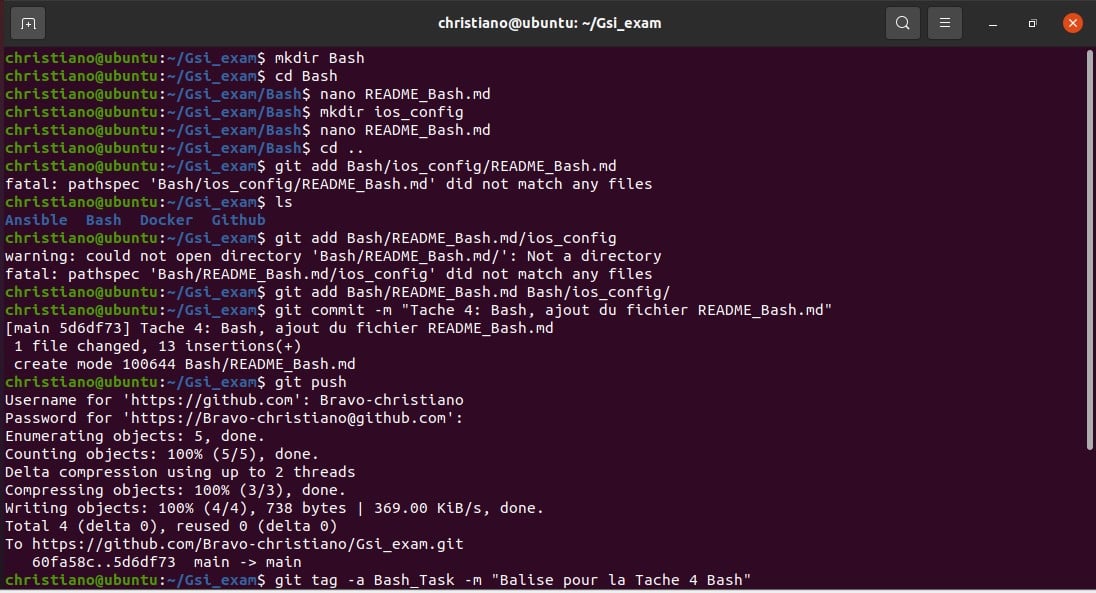 christiano@ubuntu: ~/Gsi_exam
christiano@ubuntu:~/Gsi_exam$ mkdir Bash
christiano@ubuntu:~/Gsi_exam$ cd Bash
christiano@ubuntu:~/Gsi_exam/Bash$ nano README_Bash.md
christiano@ubuntu:~/Gsi_exam/Bash$ mkdir ios_config
christiano@ubuntu:~/Gsi_exam/Bash$ nano README_Bash.md
christiano@ubuntu:~/Gsi_exam/Bash$ cd ..
christiano@ubuntu:~/Gsi_exam$ git add Bash/ios_config/README_Bash.md
fatal: pathspec 'Bash/ios_config/README_Bash.md' did not match any files
christiano@ubuntu:~/Gsi_exam$ ls
Ansible  Bash  Docker  Github
christiano@ubuntu:~/Gsi_exam$ git add Bash/README_Bash.md/ios_config
warning: could not open directory 'Bash/README_Bash.md/': Not a directory
fatal: pathspec 'Bash/README_Bash.md/ios_config' did not match any files
christiano@ubuntu:~/Gsi_exam$ git add Bash/README_Bash.md Bash/ios_config/
christiano@ubuntu:~/Gsi_exam$ git commit -m "Tache 4: Bash, ajout du fichier README_Bash.md"
[main 5d6df73] Tache 4: Bash, ajout du fichier README_Bash.md
 1 file changed, 13 insertions(+)
 create mode 100644 Bash/README_Bash.md
christiano@ubuntu:~/Gsi_exam$ git push
Username for 'https://github.com': Bravo-christiano
Password for 'https://Bravo-christiano@github.com':
Enumerating objects: 5, done.
Counting objects: 100% (5/5), done.
Delta compression using up to 2 threads
Compressing objects: 100% (3/3), done.
Writing objects: 100% (4/4), 738 bytes | 369.00 KiB/s, done.
Total 4 (delta 0), reused 0 (delta 0)
To https://github.com/Bravo-christiano/Gsi_exam.git
   60fa58c..5d6df73  main -> main
christiano@ubuntu:~/Gsi_exam$ git tag -a Bash_Task -m "Balise pour la Tache 4 Bash"